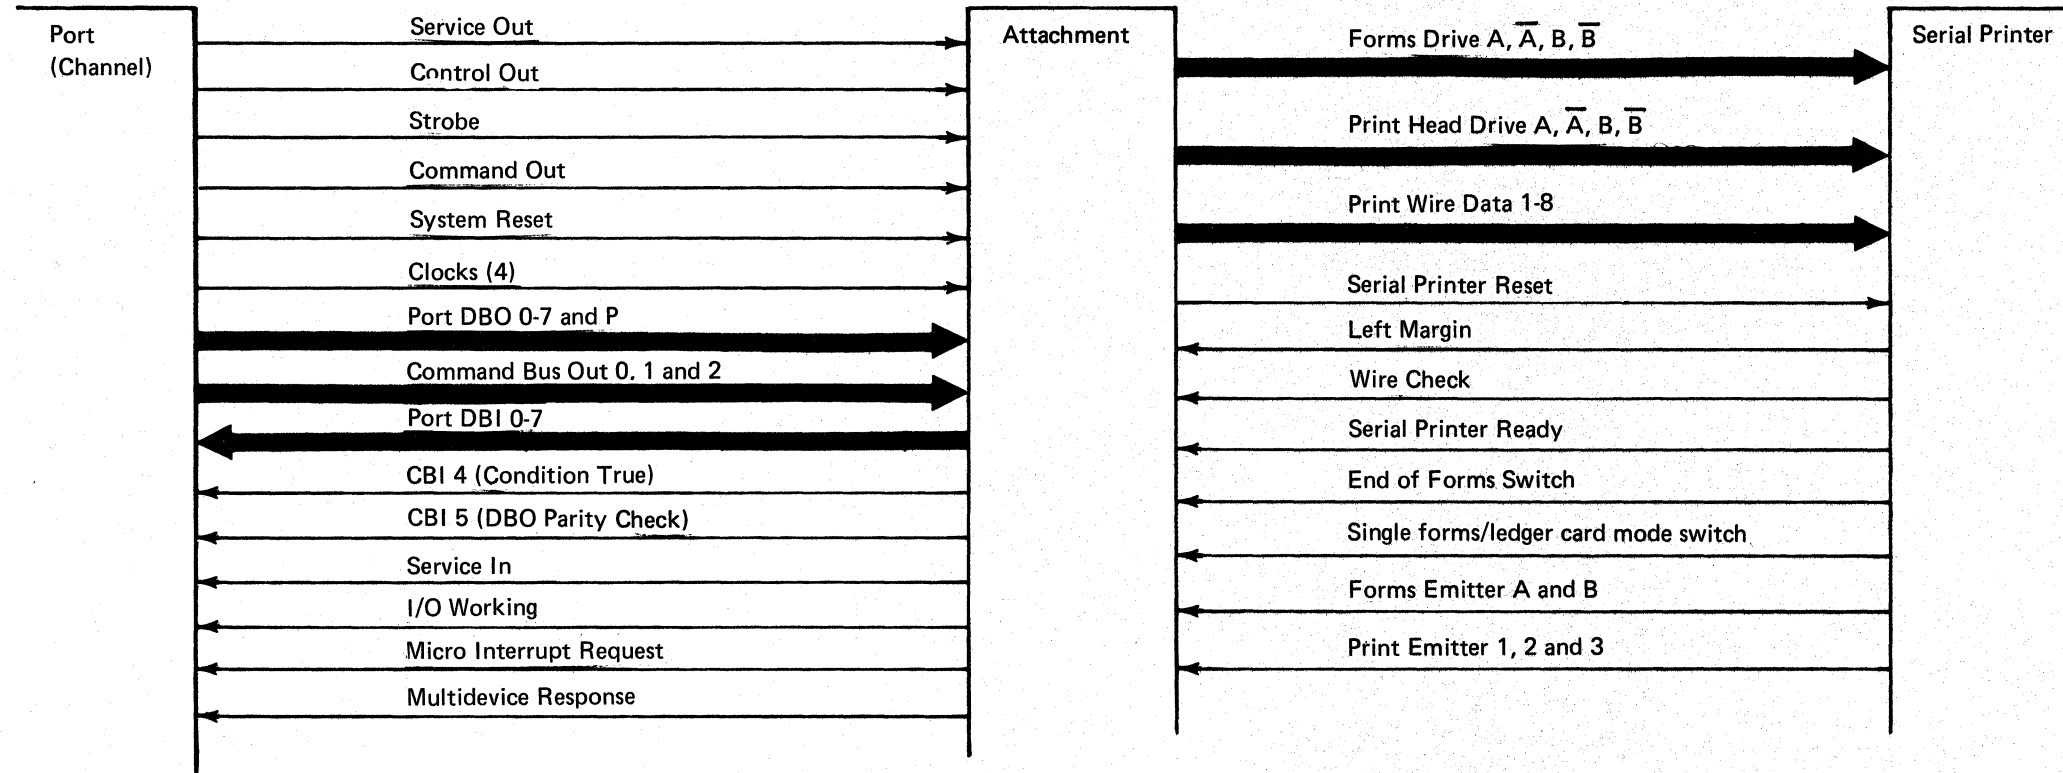 Port
(Channel)
Service Out
Control Out
Strobe
Command Out
System Reset
Clocks (4)
Port DBO 0-7 and P
Command Bus Out 0, 1 and 2
Port DBI 0-7
CBI 4 (Condition True)
CBI 5 (DBO Parity Check)
Service In
I/O Working
Micro Interrupt Request
Multidevice Response
Attachment
Forms Drive A, A̅, B, B̅
Print Head Drive A, A̅, B, B̅
Print Wire Data 1-8
Serial Printer Reset
Left Margin
Wire Check
Serial Printer Ready
End of Forms Switch
Single forms/ledger card mode switch
Forms Emitter A and B
Print Emitter 1, 2 and 3
Serial Printer